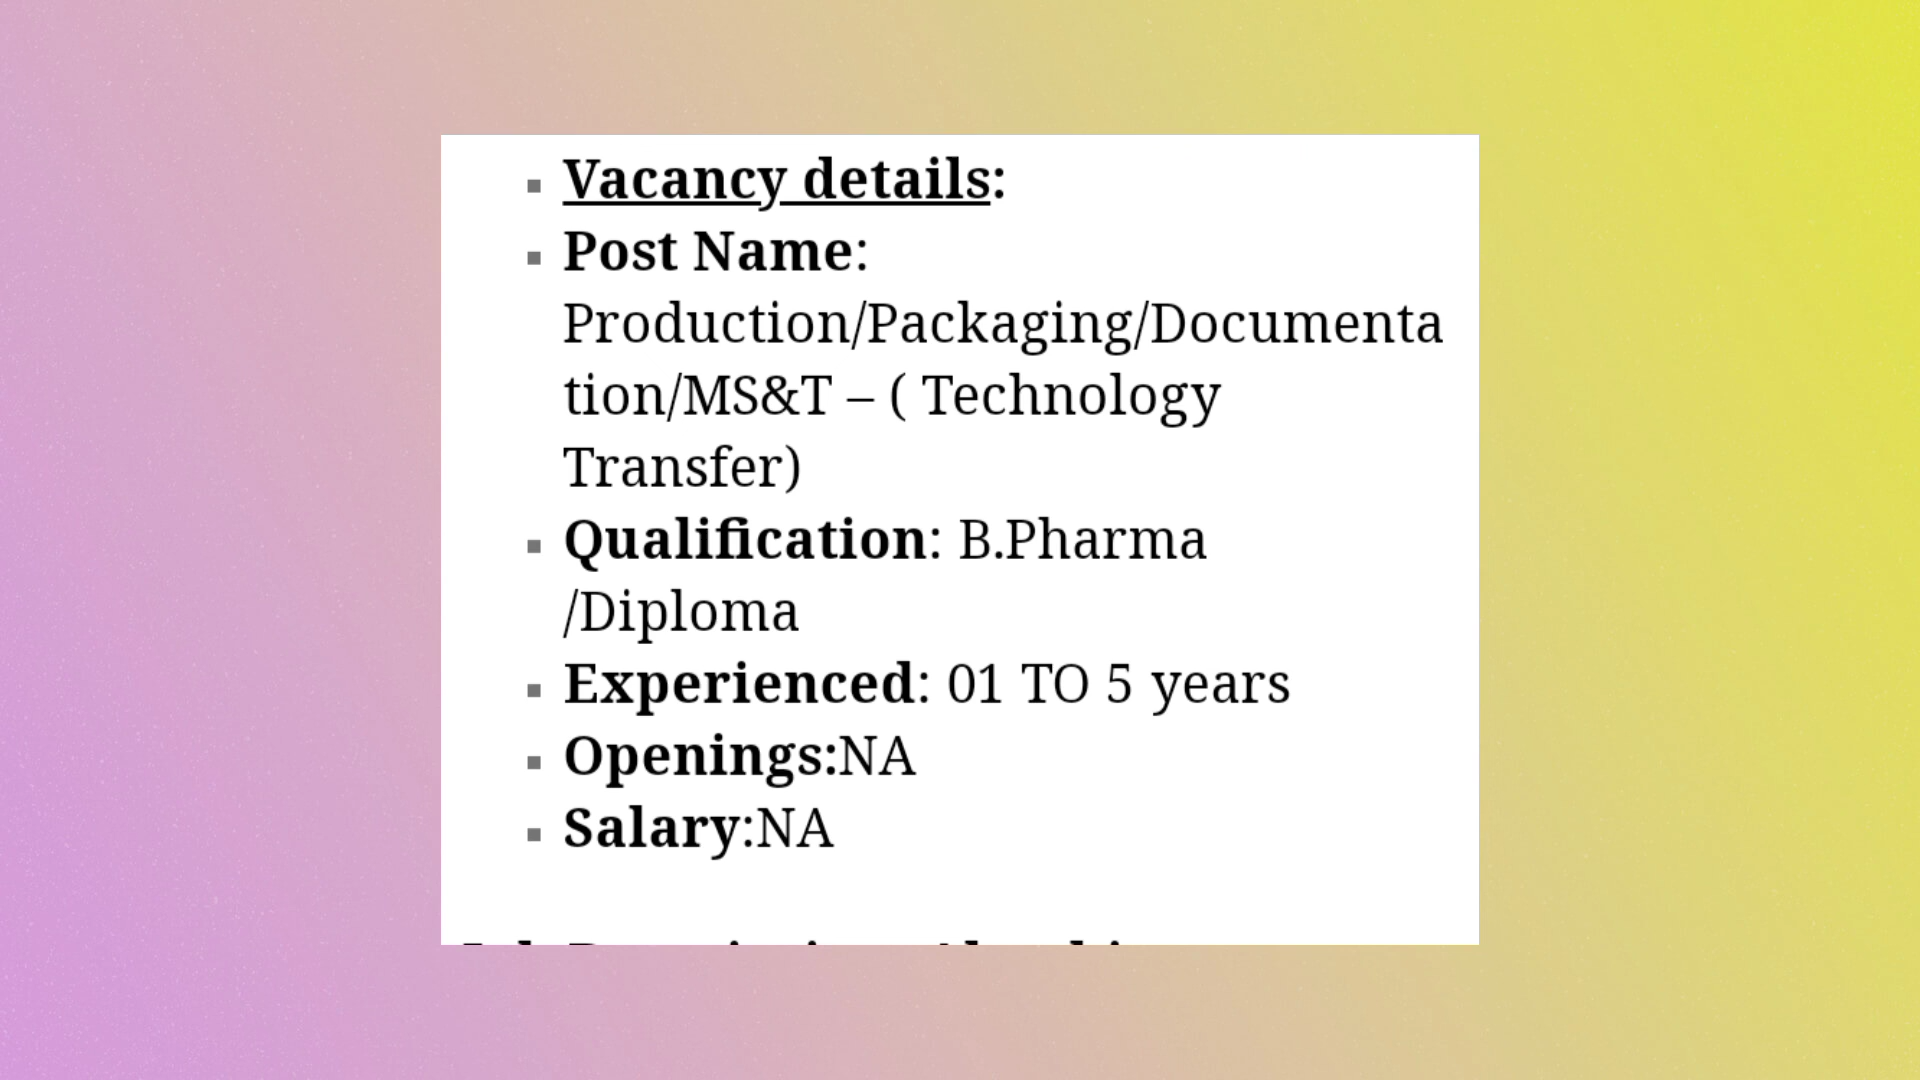 Vacancy details:
Post Name:
Production/Packaging/Documenta
tion/MS&T – ( Technology
Transfer)
Qualification: B.Pharma
/Diploma
Experienced: 01 TO 5 years
Openings:NA
Salary:NA